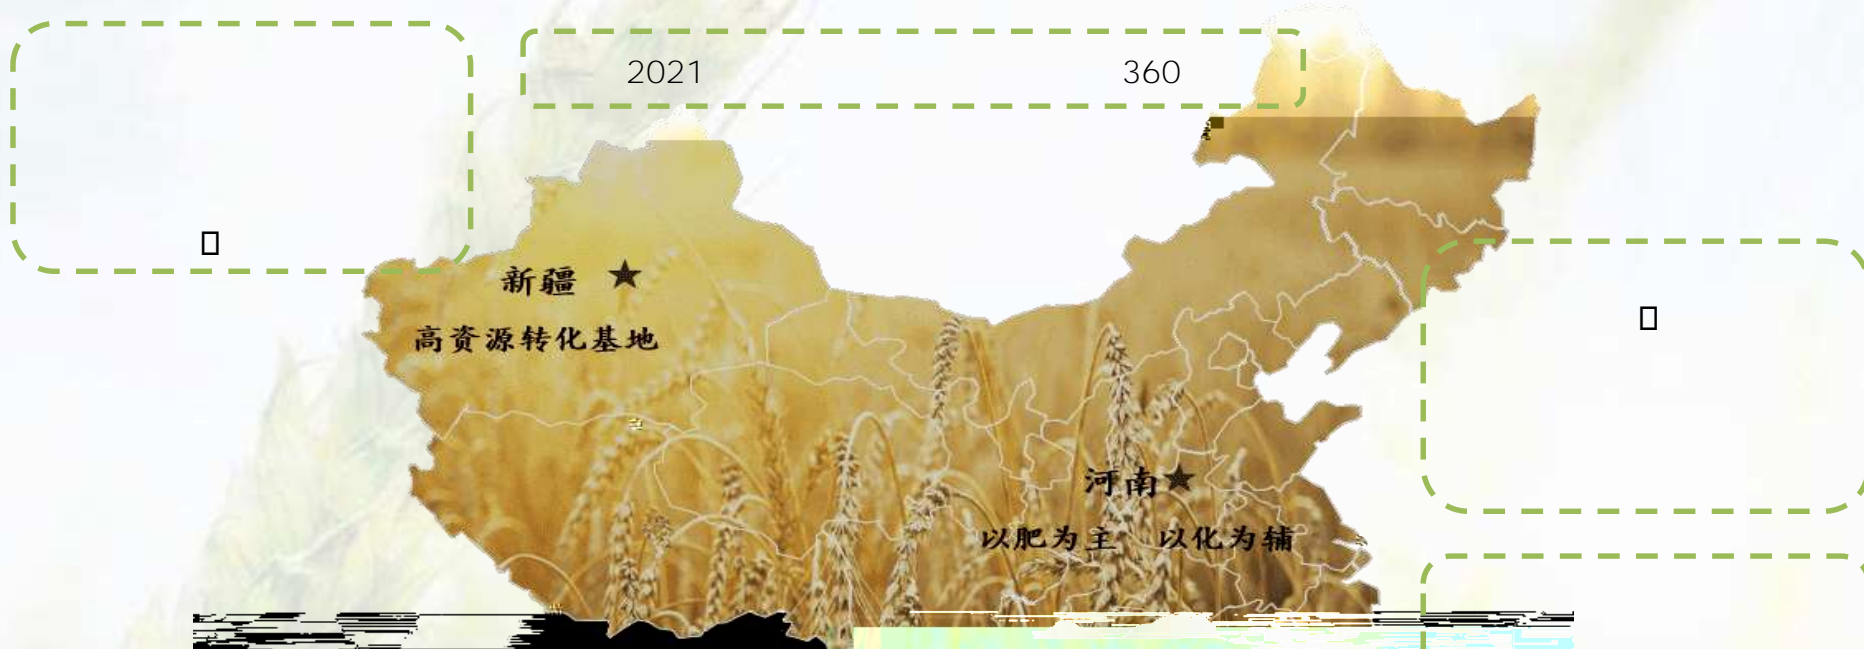 2021 360
新疆 ★
高资源转化基地
河南★
以肥为主 以化为辅